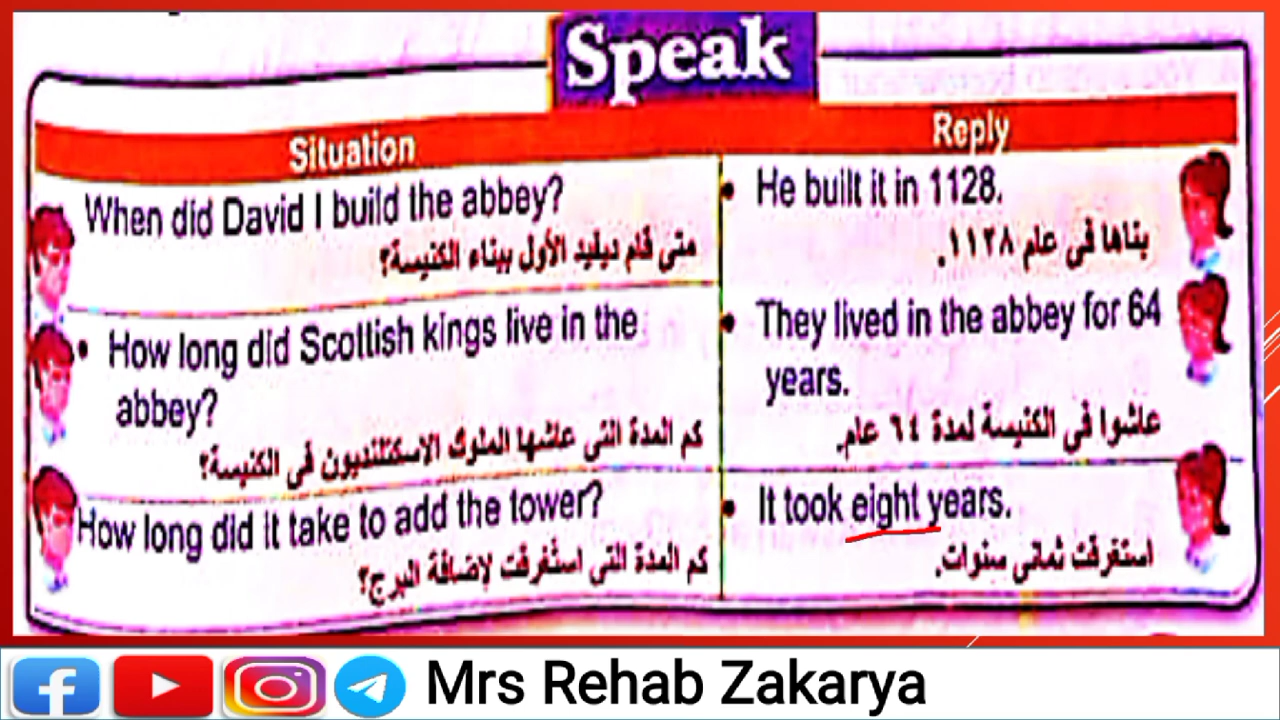 Speak
Situation
Reply
When did David I build the abbey?
متى قام ديفيد الأول ببناء الكنيسة؟
• He built it in 1128.
بناها فى عام ١١٢٨.
• How long did Scottish kings live in the
abbey?
كم المدة التى عاشها الملوك الاسكتلنديون فى الكنيسة؟
• They lived in the abbey for 64
years.
عاشوا فى الكنيسة لمدة ٦٤ عام.
How long did it take to add the tower?
كم المدة التى استغرقت لإضافة البرج؟
• It took eight years.
استغرقت ثمانى سنوات.
Mrs Rehab Zakarya